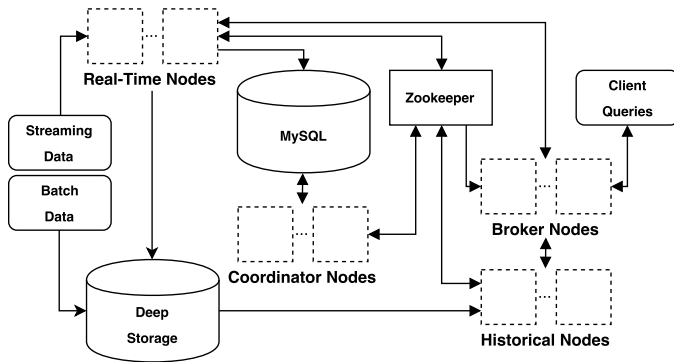 ...
...
Real-Time Nodes
Streaming
Data
Batch
Data
MySQL
Zookeeper
Client
Queries
...
Broker Nodes
...
Coordinator Nodes
Deep
Storage
...
Historical Nodes